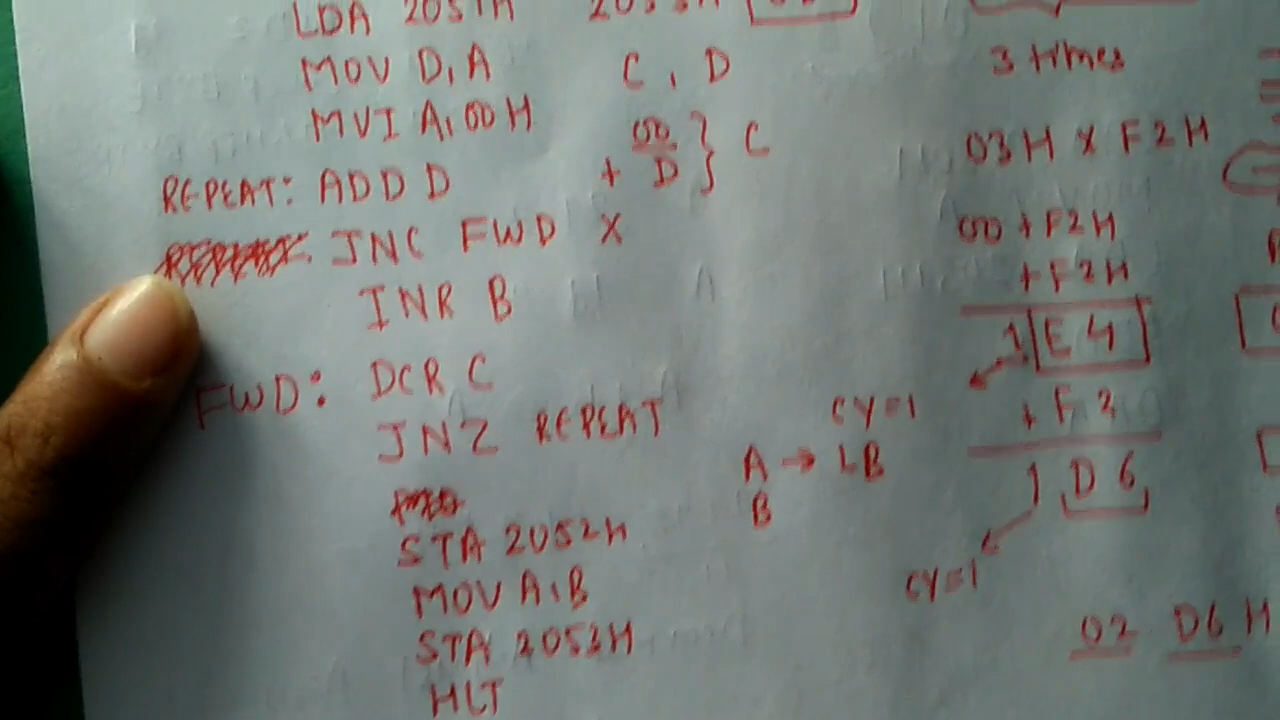 LDA 2051H
MOV D, A C, D
MVI A, 00H 00 } C
REPEAT: ADD D + D
JNC FWD X
INR B
FWD: DCR C
JNZ REPEAT
STA 2052H
MOV A, B
STA 2053H
HLT
CY=1
A → LB
B
3 times
03H X F2H
00 + F2H
+ F2H
1 E4
+ F2
1 D6
CY=1
02 D6 H